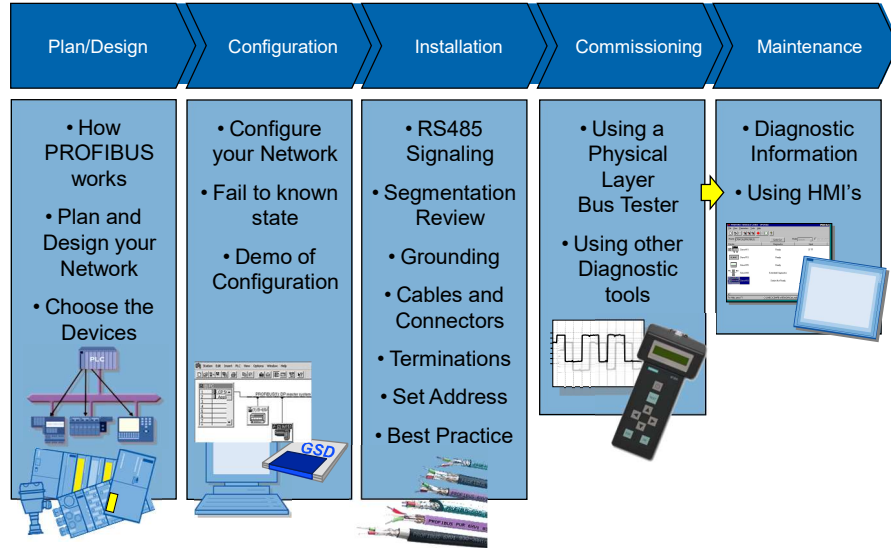 Plan/Design
Configuration
Installation
Commissioning
Maintenance
• How
PROFIBUS
works
• Plan and
Design your
Network
• Choose the
Devices
PLC
• Configure
your Network
• Fail to known
state
• Demo of
Configuration
GSD
• RS485
Signaling
• Segmentation
Review
• Grounding
• Cables and
Connectors
• Terminations
• Set Address
• Best Practice
• Using a
Physical
Layer
Bus Tester
• Using other
Diagnostic
tools
• Diagnostic
Information
• Using HMI's